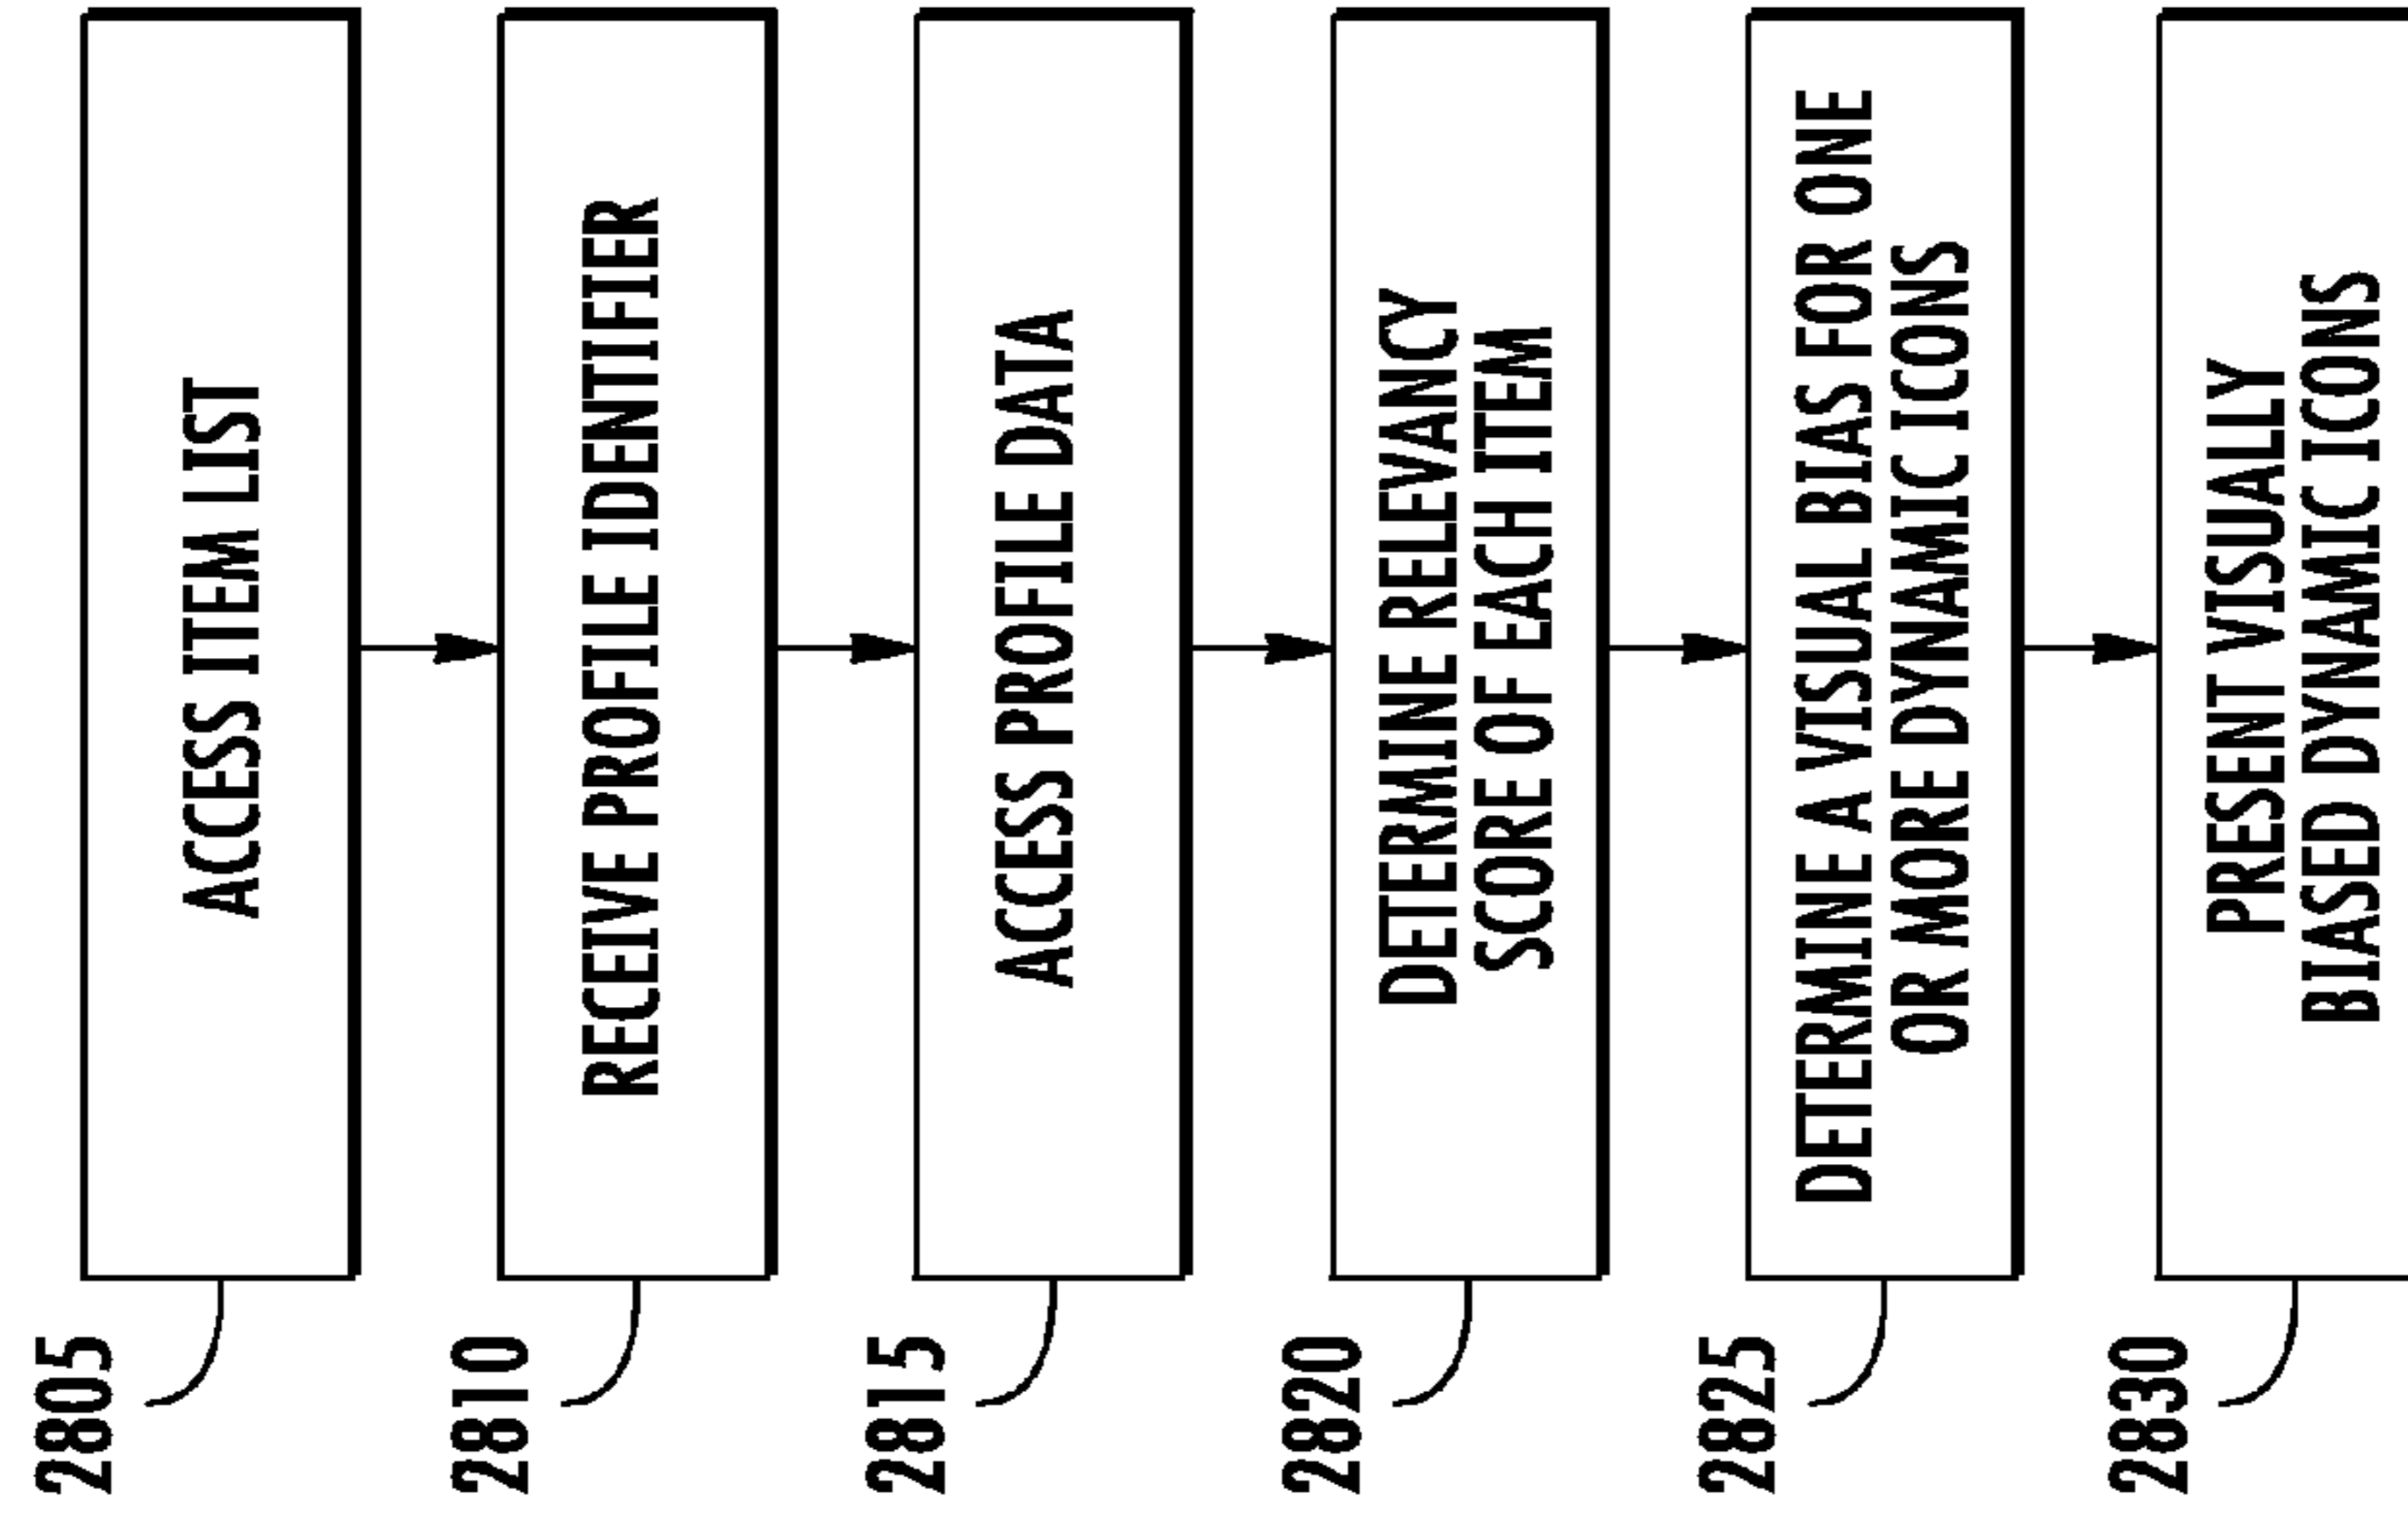 2805
ACCESS ITEM LIST
2810
RECEIVE PROFILE IDENTIFIER
2815
ACCESS PROFILE DATA
2820
DETERMINE RELEVANCY
SCORE OF EACH ITEM
2825
DETERMINE A VISUAL BIAS FOR ONE
OR MORE DYNAMIC ICONS
2830
PRESENT VISUALLY
BIASED DYNAMIC ICONS